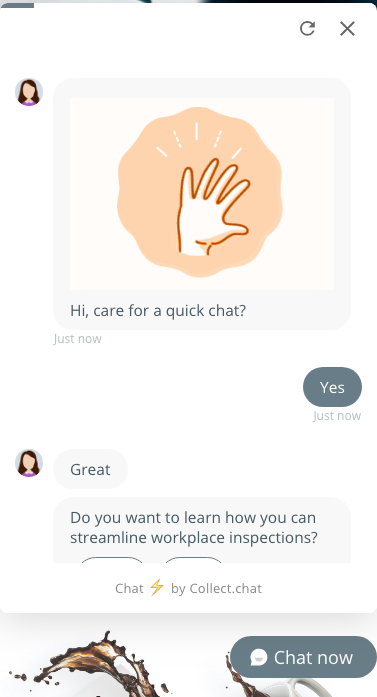 Hi, care for a quick chat?
Just now
Yes
Just now
Great
Do you want to learn how you can
streamline workplace inspections?
Chat ⚡ by Collect.chat
Chat now